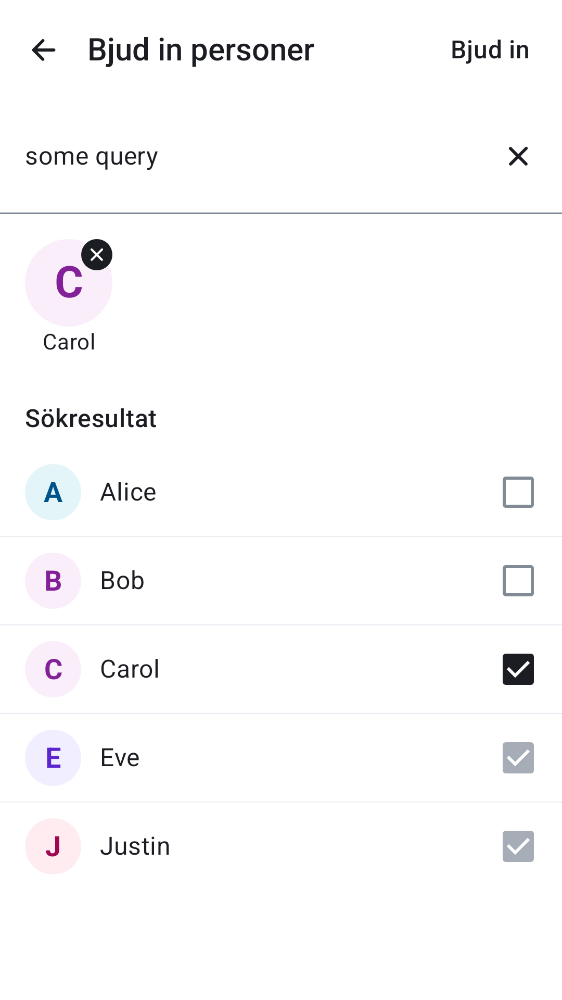 Bjud in personer
Bjud in
some query
C
Carol
Sökresultat
A
Alice
B
Bob
C
Carol
E
Eve
J
Justin